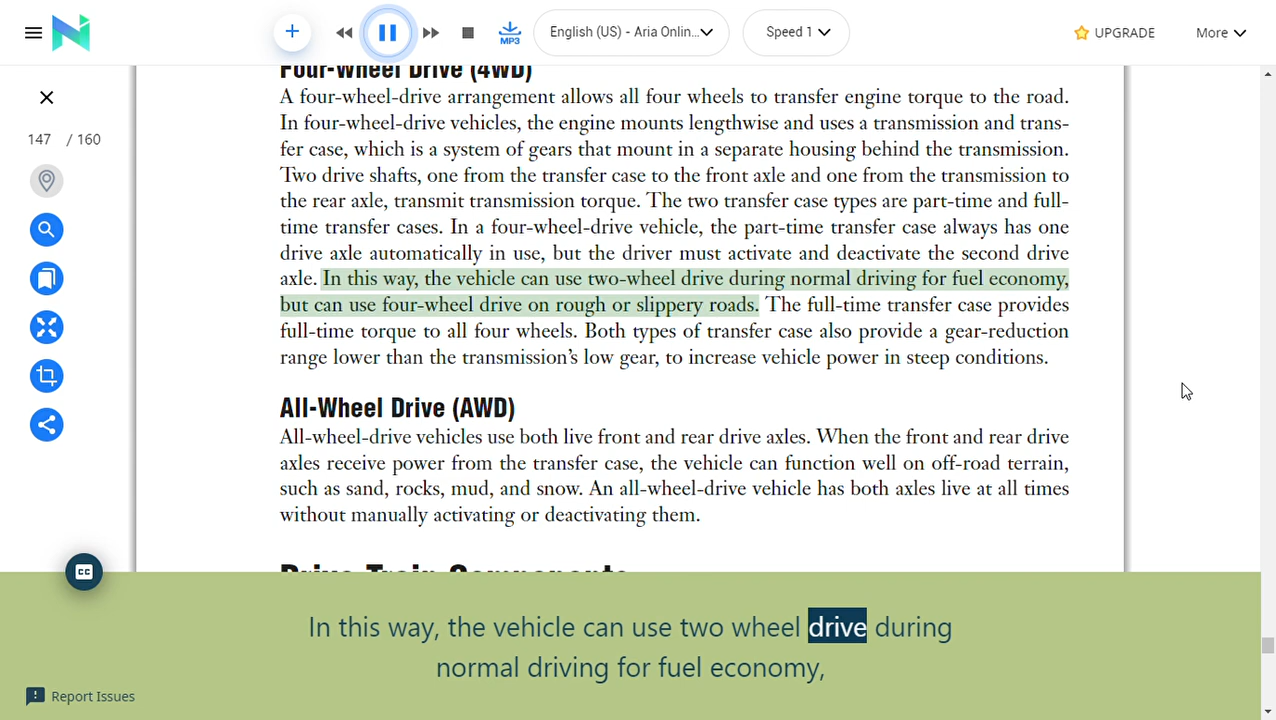 MP3
English (US) - Aria Onlin...
Speed 1
UPGRADE
More
147 / 160
Four-Wheel Drive (4WD)
A four-wheel-drive arrangement allows all four wheels to transfer engine torque to the road.
In four-wheel-drive vehicles, the engine mounts lengthwise and uses a transmission and trans-
fer case, which is a system of gears that mount in a separate housing behind the transmission.
Two drive shafts, one from the transfer case to the front axle and one from the transmission to
the rear axle, transmit transmission torque. The two transfer case types are part-time and full-
time transfer cases. In a four-wheel-drive vehicle, the part-time transfer case always has one
drive axle automatically in use, but the driver must activate and deactivate the second drive
axle. In this way, the vehicle can use two-wheel drive during normal driving for fuel economy,
but can use four-wheel drive on rough or slippery roads. The full-time transfer case provides
full-time torque to all four wheels. Both types of transfer case also provide a gear-reduction
range lower than the transmission's low gear, to increase vehicle power in steep conditions.
All-Wheel Drive (AWD)
All-wheel-drive vehicles use both live front and rear drive axles. When the front and rear drive
axles receive power from the transfer case, the vehicle can function well on off-road terrain,
such as sand, rocks, mud, and snow. An all-wheel-drive vehicle has both axles live at all times
without manually activating or deactivating them.
Drive Train Components
CC
In this way, the vehicle can use two wheel drive during
normal driving for fuel economy,
Report Issues